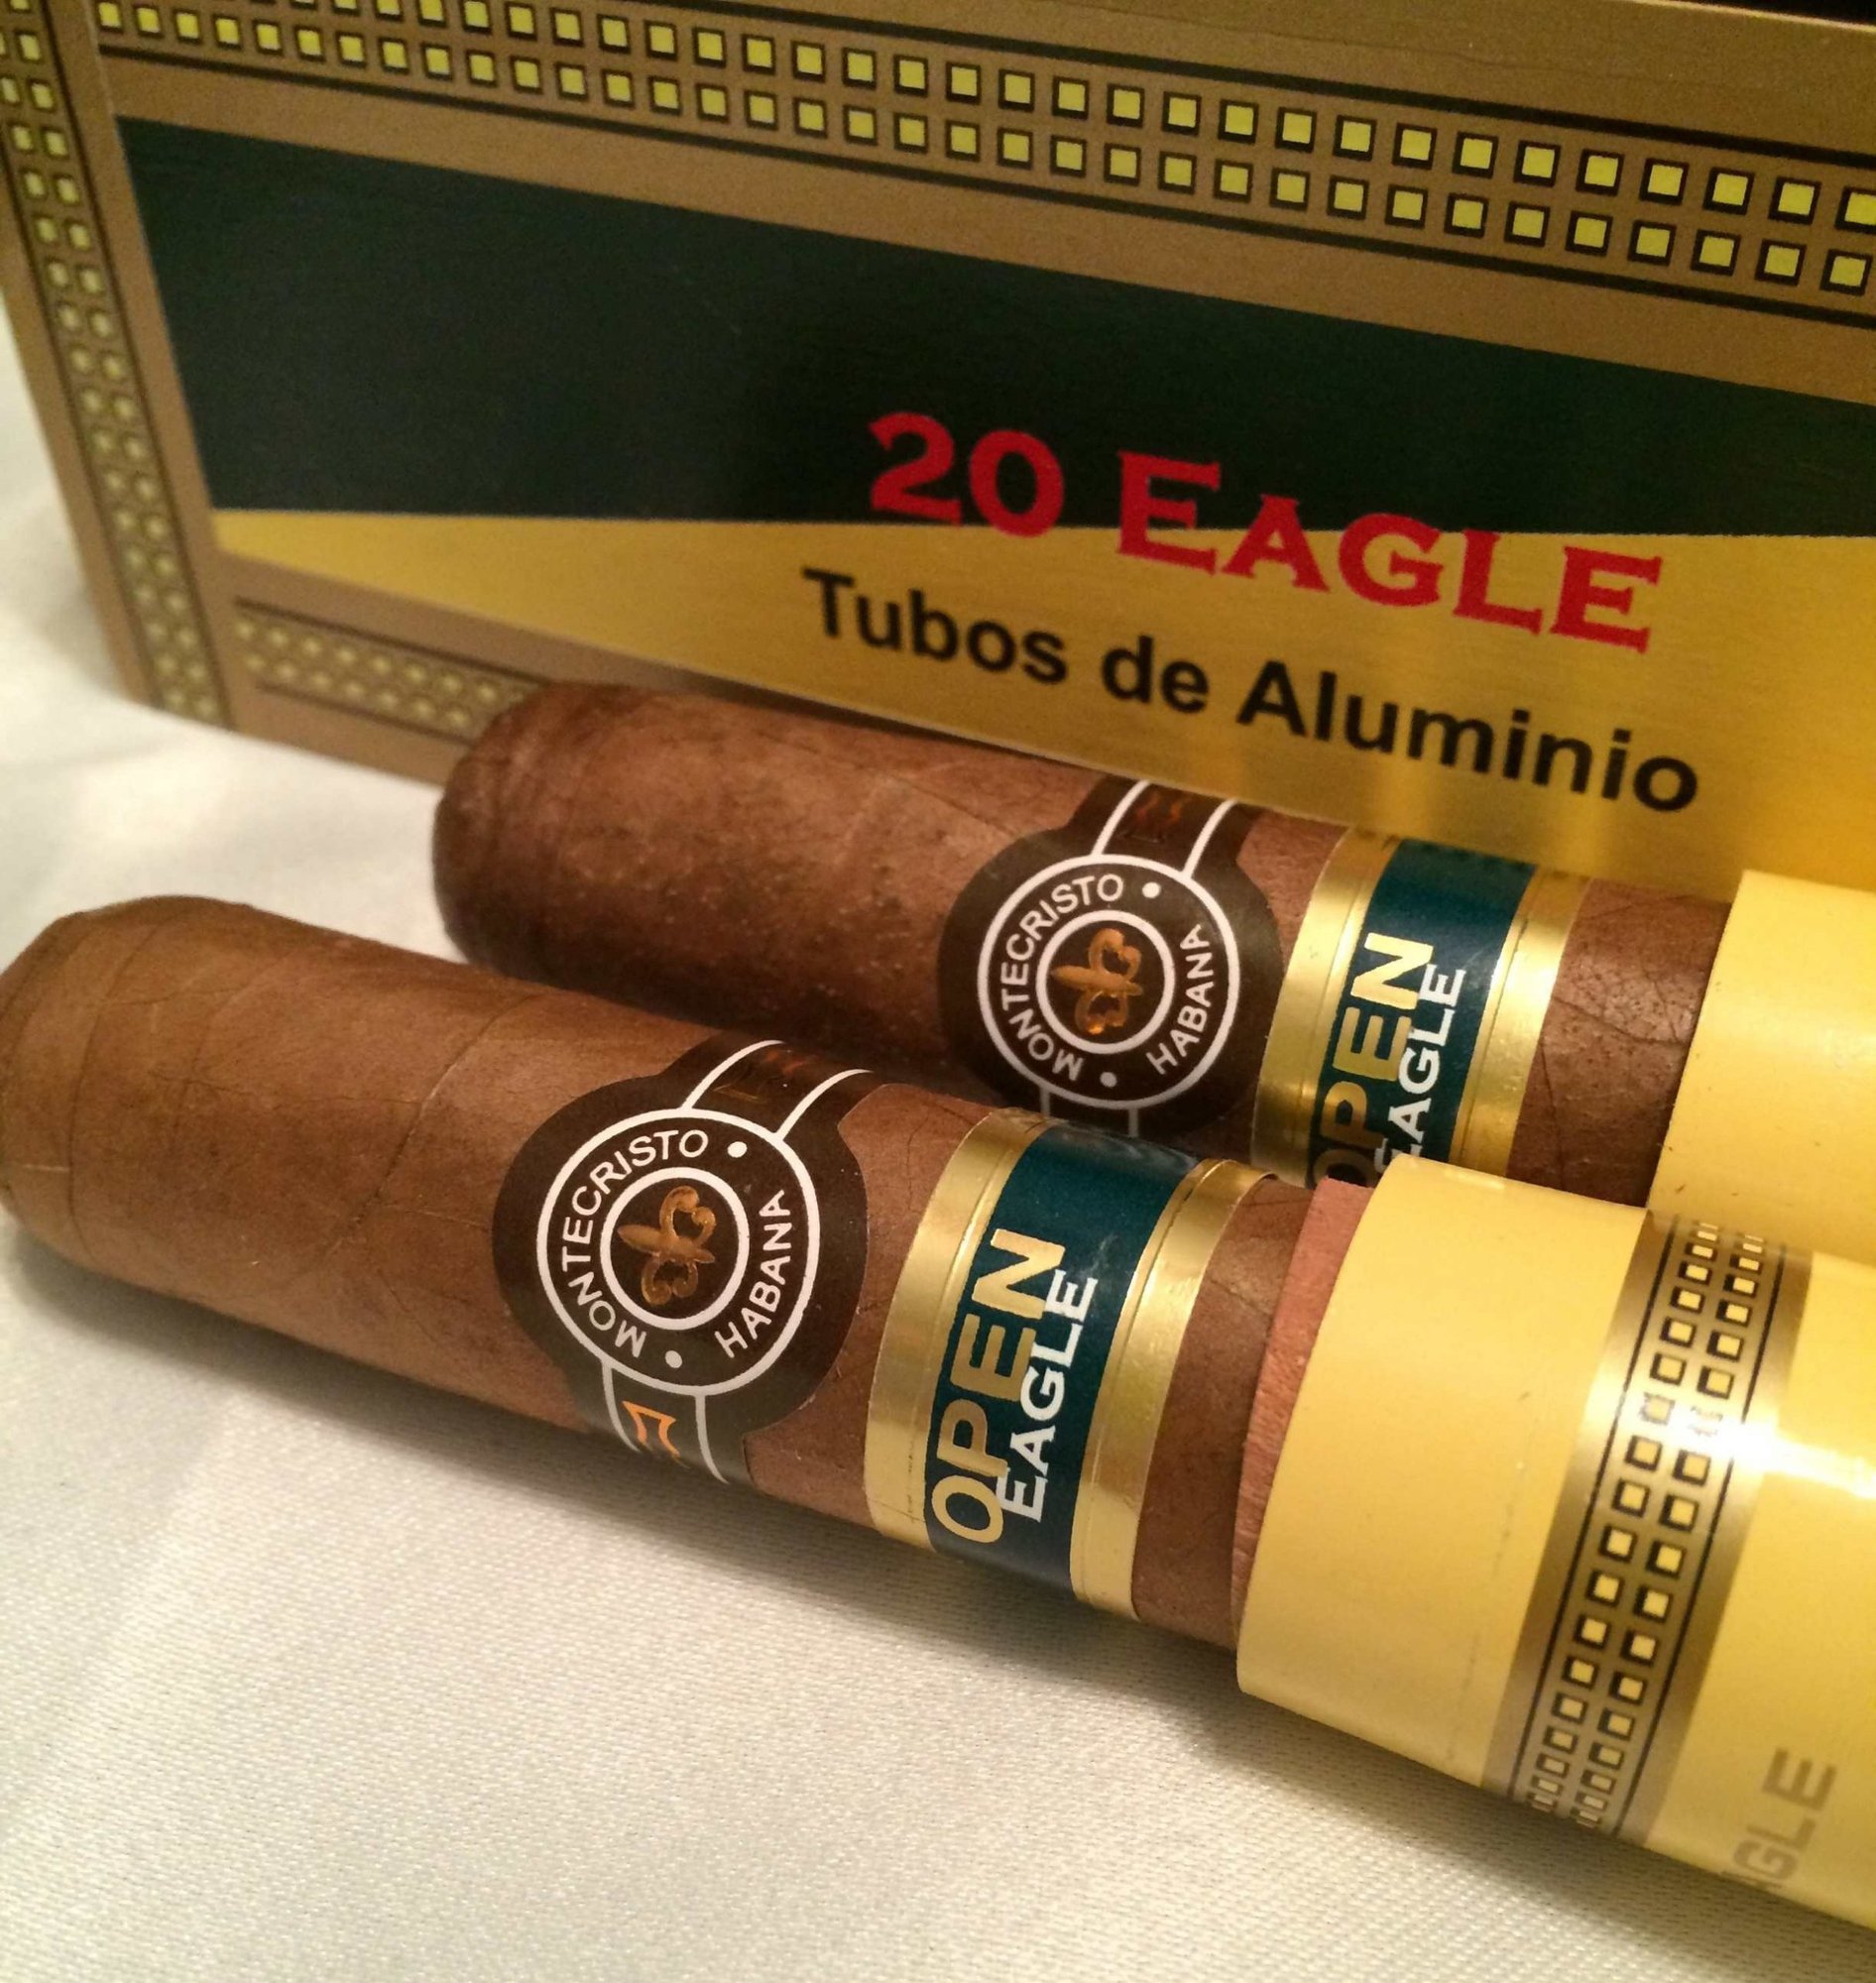 20 EAGLE
Tubos de Aluminio
MONTECRISTO • HABANA •
OPEN
EAGLE
MONTECRISTO • HABANA •
OPEN
EAGLE